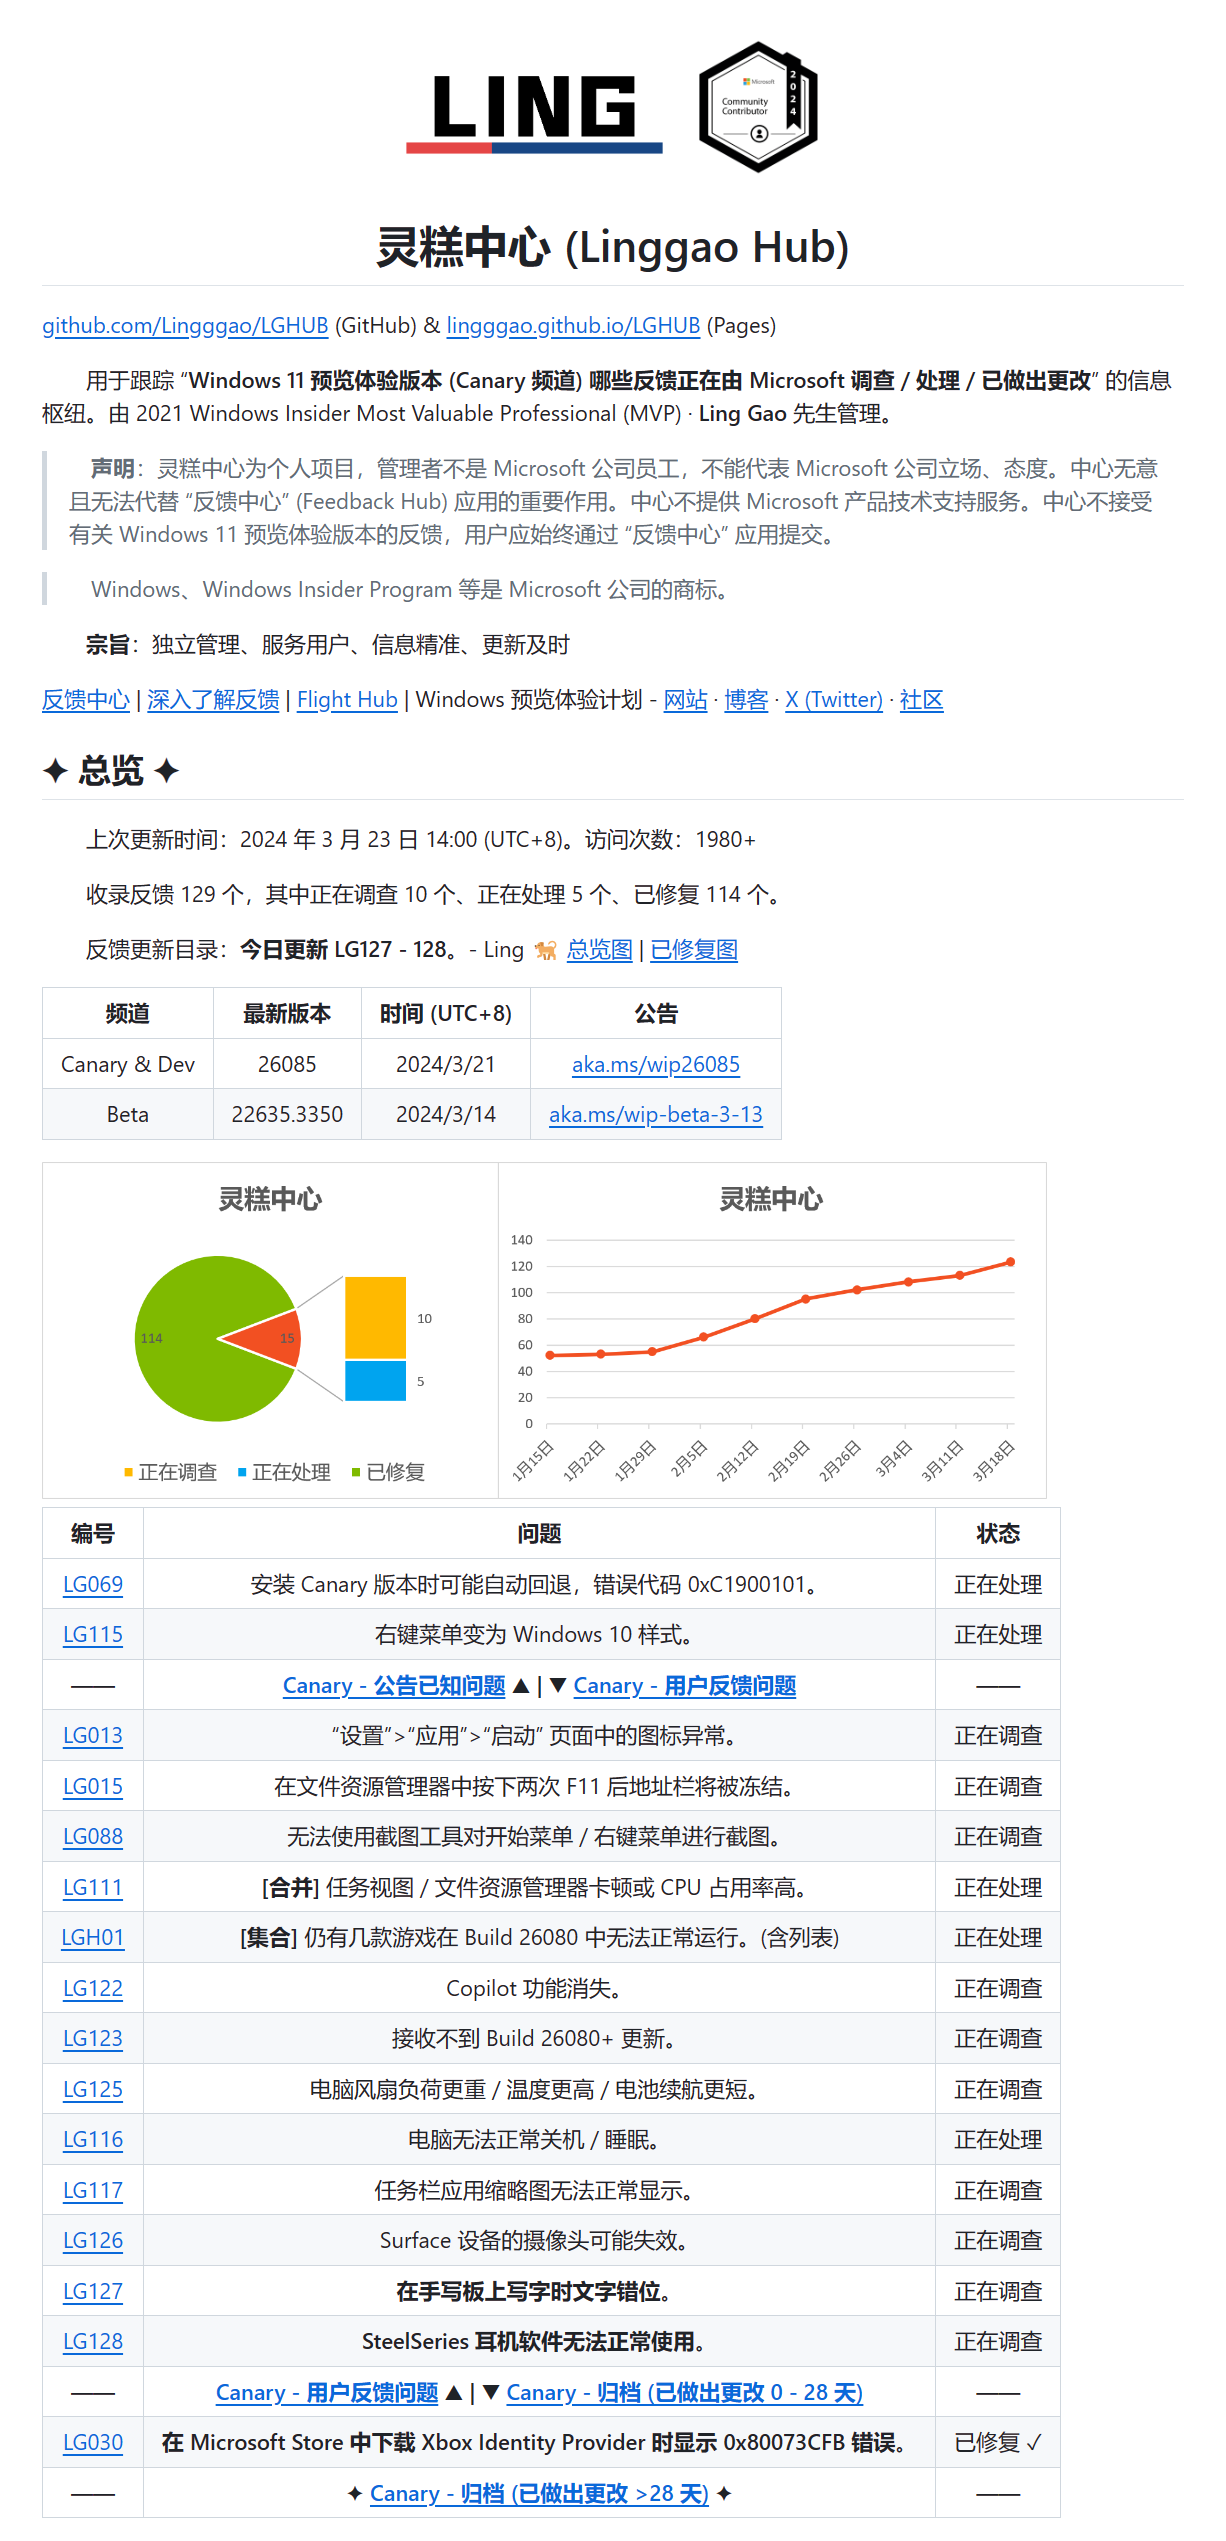 LING
Microsoft
Community
Contributor
2024
灵糕中心 (Linggao Hub)
github.com/Lingggao/LGHUB (GitHub) & lingggao.github.io/LGHUB (Pages)
用于跟踪 “Windows 11 预览体验版本 (Canary 频道) 哪些反馈正在由 Microsoft 调查 / 处理 / 已做出更改” 的信息
枢纽。由 2021 Windows Insider Most Valuable Professional (MVP) · Ling Gao 先生管理。
声明：灵糕中心为个人项目，管理者不是 Microsoft 公司员工，不能代表 Microsoft 公司立场、态度。中心无意
且无法代替 “反馈中心” (Feedback Hub) 应用的重要作用。中心不提供 Microsoft 产品技术支持服务。中心不接受
有关 Windows 11 预览体验版本的反馈，用户应始终通过 “反馈中心” 应用提交。
Windows、Windows Insider Program 等是 Microsoft 公司的商标。
宗旨：独立管理、服务用户、信息精准、更新及时
反馈中心 | 深入了解反馈 | Flight Hub | Windows 预览体验计划 - 网站 · 博客 · X (Twitter) · 社区
✦ 总览 ✦
上次更新时间：2024 年 3 月 23 日 14:00 (UTC+8)。访问次数：1980+
收录反馈 129 个，其中正在调查 10 个、正在处理 5 个、已修复 114 个。
反馈更新目录：今日更新 LG127 - 128。- Ling 🐈 总览图 | 已修复图
频道 最新版本 时间 (UTC+8) 公告
Canary & Dev 26085 2024/3/21 aka.ms/wip26085
Beta 22635.3350 2024/3/14 aka.ms/wip-beta-3-13
灵糕中心
114
15
10
5
正在调查 正在处理 已修复
灵糕中心
140
120
100
80
60
40
20
0
1月15日 1月22日 1月29日 2月5日 2月12日 2月19日 2月26日 3月4日 3月11日 3月18日
编号 问题 状态
LG069 安装 Canary 版本时可能自动回退，错误代码 0xC1900101。 正在处理
LG115 右键菜单变为 Windows 10 样式。 正在处理
—— Canary - 公告已知问题 ▲ | ▼ Canary - 用户反馈问题 ——
LG013 “设置”>“应用”>“启动” 页面中的图标异常。 正在调查
LG015 在文件资源管理器中按下两次 F11 后地址栏将被冻结。 正在调查
LG088 无法使用截图工具对开始菜单 / 右键菜单进行截图。 正在调查
LG111 [合并] 任务视图 / 文件资源管理器卡顿或 CPU 占用率高。 正在处理
LGH01 [集合] 仍有几款游戏在 Build 26080 中无法正常运行。(含列表) 正在处理
LG122 Copilot 功能消失。 正在调查
LG123 接收不到 Build 26080+ 更新。 正在调查
LG125 电脑风扇负荷更重 / 温度更高 / 电池续航更短。 正在调查
LG116 电脑无法正常关机 / 睡眠。 正在处理
LG117 任务栏应用缩略图无法正常显示。 正在调查
LG126 Surface 设备的摄像头可能失效。 正在调查
LG127 在手写板上写字时文字错位。 正在调查
LG128 SteelSeries 耳机软件无法正常使用。 正在调查
—— Canary - 用户反馈问题 ▲ | ▼ Canary - 归档 (已做出更改 0 - 28 天) ——
LG030 在 Microsoft Store 中下载 Xbox Identity Provider 时显示 0x80073CFB 错误。 已修复 ✓
—— ✦ Canary - 归档 (已做出更改 >28 天) ✦ ——